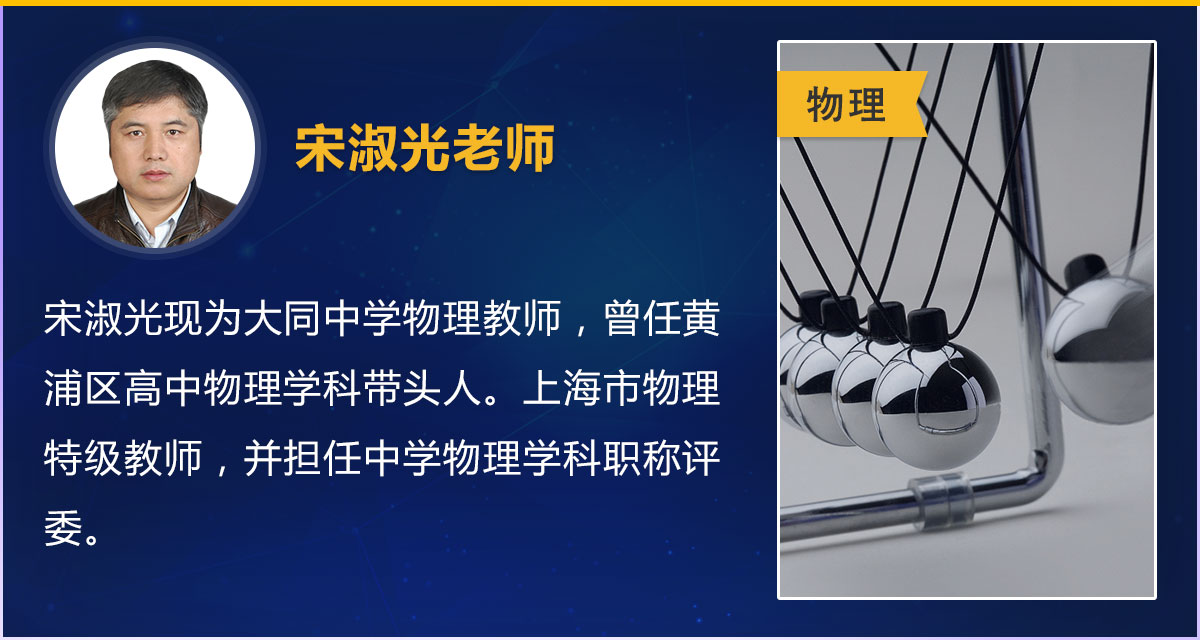 宋淑光老师
物理
宋淑光现为大同中学物理教师，曾任黄
浦区高中物理学科带头人。上海市物理
特级教师，并担任中学物理学科职称评
委。